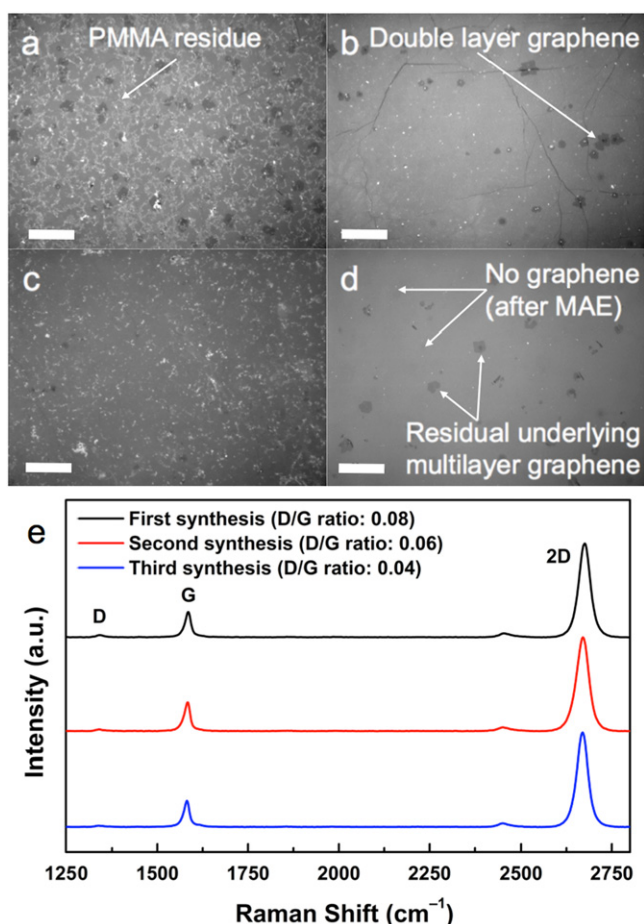 a
PMMA residue
b
Double layer graphene
c
d
No graphene
(after MAE)
Residual underlying
multilayer graphene
e
First synthesis (D/G ratio: 0.08)
Second synthesis (D/G ratio: 0.06)
Third synthesis (D/G ratio: 0.04)
2D
D
G
Intensity (a.u.)
1250 1500 1750 2000 2250 2500 2750
Raman Shift (cm⁻¹)